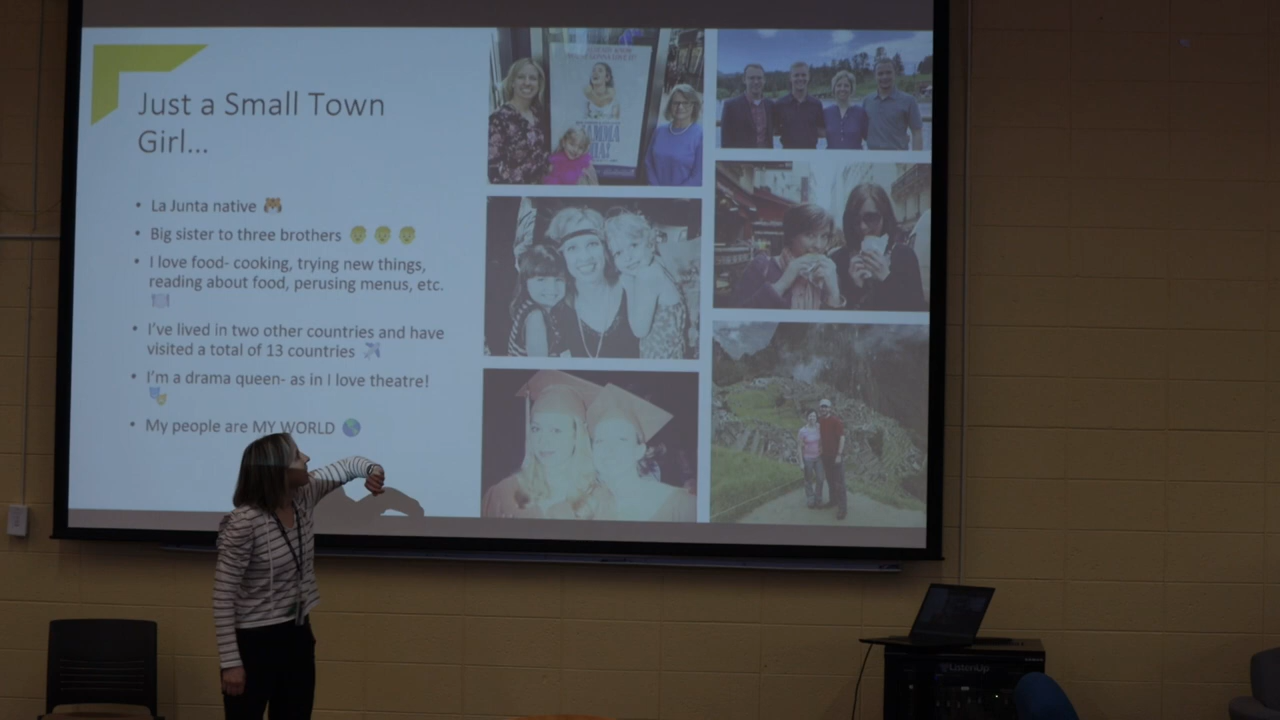 Just a Small Town
Girl...
• La Junta native
• Big sister to three brothers
• I love food- cooking, trying new things,
reading about food, perusing menus, etc.
• I've lived in two other countries and have
visited a total of 13 countries
• I'm a drama queen- as in I love theatre!
• My people are MY WORLD
ListenUp